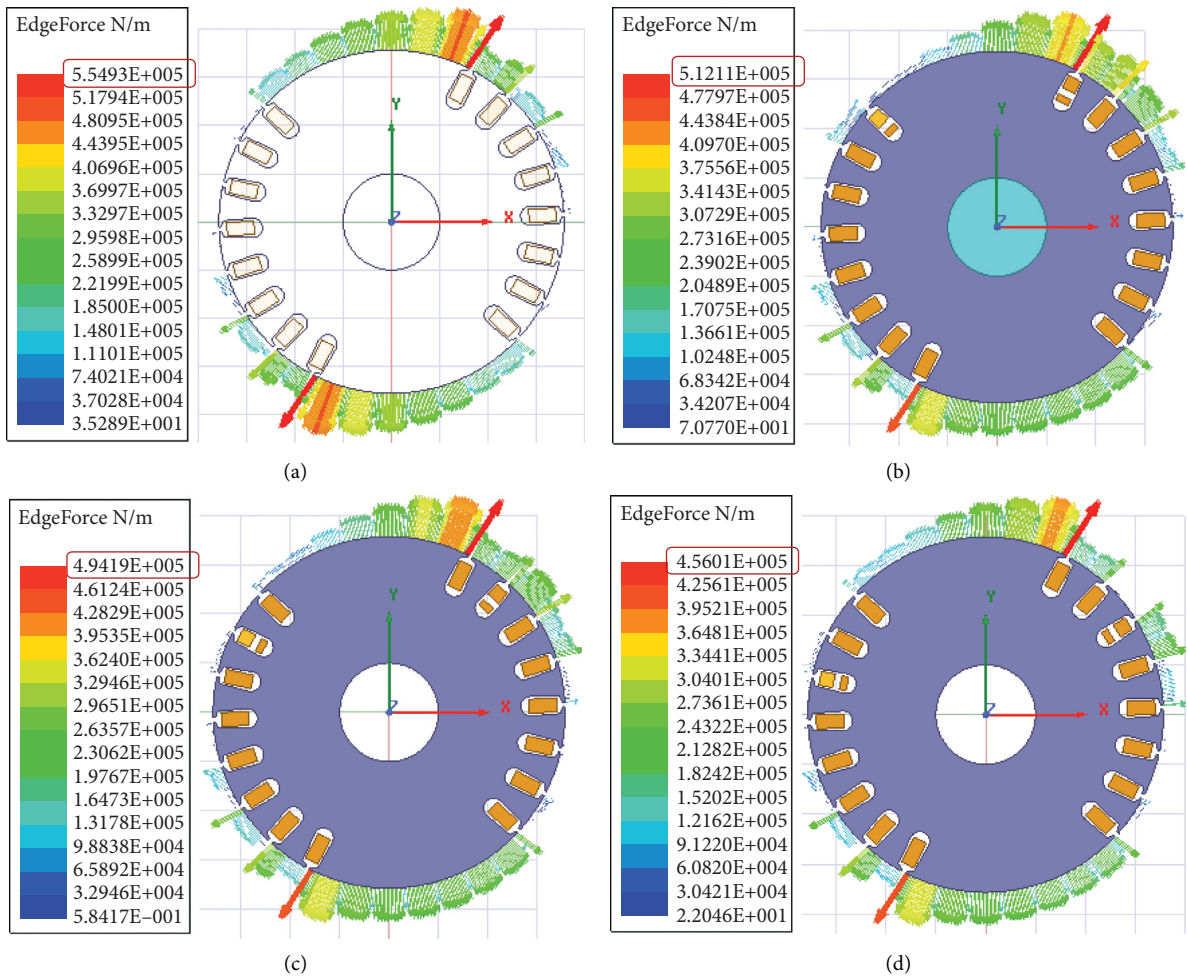 EdgeForce N/m
5.5493E+005
5.1794E+005
4.8095E+005
4.4395E+005
4.0696E+005
3.6997E+005
3.3297E+005
2.9598E+005
2.5899E+005
2.2199E+005
1.8500E+005
1.4801E+005
1.1101E+005
7.4021E+004
3.7028E+004
3.5289E+001
Y
Z
X
(a)
EdgeForce N/m
5.1211E+005
4.7797E+005
4.4384E+005
4.0970E+005
3.7556E+005
3.4143E+005
3.0729E+005
2.7316E+005
2.3902E+005
2.0489E+005
1.7075E+005
1.3661E+005
1.0248E+005
6.8342E+004
3.4207E+004
7.0770E+001
Y
Z
X
(b)
EdgeForce N/m
4.9419E+005
4.6124E+005
4.2829E+005
3.9535E+005
3.6240E+005
3.2946E+005
2.9651E+005
2.6357E+005
2.3062E+005
1.9767E+005
1.6473E+005
1.3178E+005
9.8838E+004
6.5892E+004
3.2946E+004
5.8417E−001
Y
Z
X
(c)
EdgeForce N/m
4.5601E+005
4.2561E+005
3.9521E+005
3.6481E+005
3.3441E+005
3.0401E+005
2.7361E+005
2.4322E+005
2.1282E+005
1.8242E+005
1.5202E+005
1.2162E+005
9.1220E+004
6.0820E+004
3.0421E+004
2.2046E+001
Y
Z
X
(d)